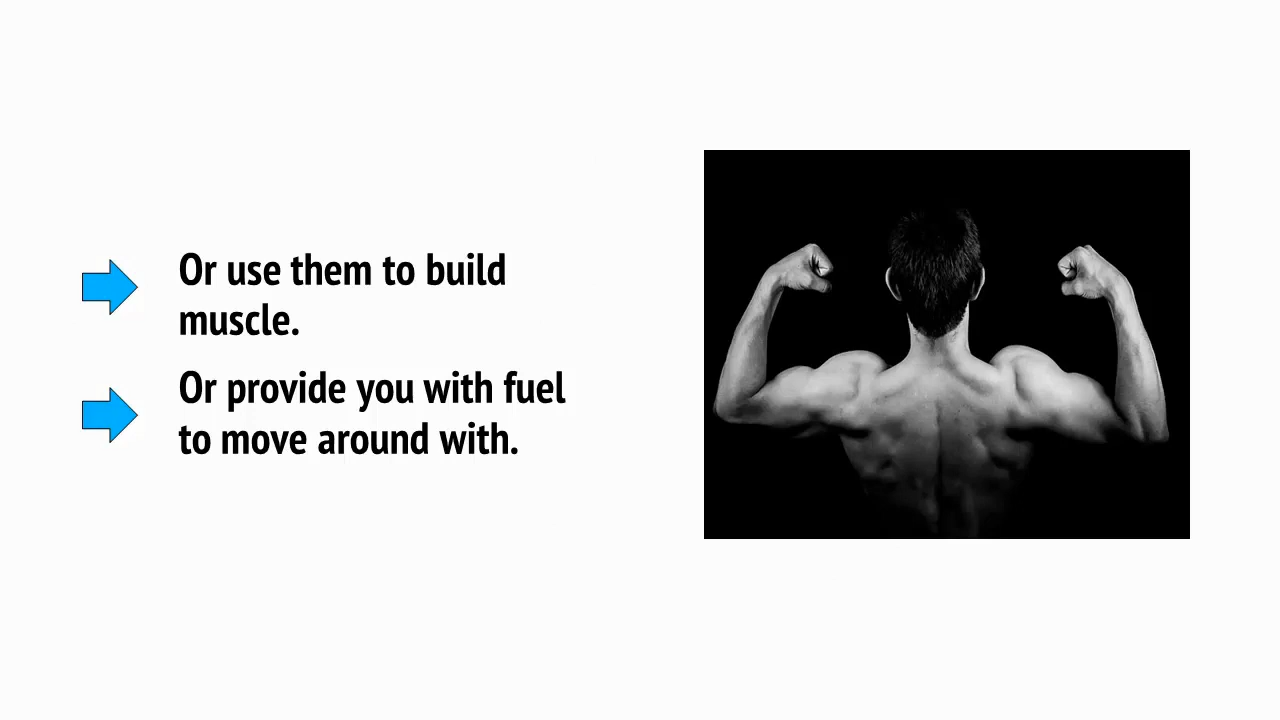 Or use them to build
muscle.
Or provide you with fuel
to move around with.